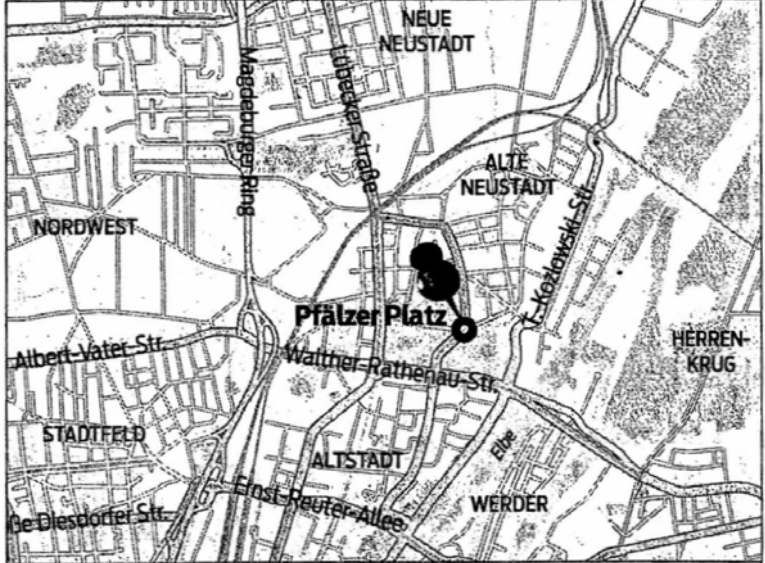 NEUE
NEUSTADT
Magdeburger Ring
Lübecker Straße
ALTE
NEUSTADT
NORDWEST
T.-Kozlowski-Str.
Pfälzer Platz
HERREN-
KRUG
Albert-Vater-Str.
Walther-Rathenau-Str.
STADTFELD
ALTSTADT
Elbe
WERDER
ße Diesdorfer Str.
Ernst-Reuter-Allee